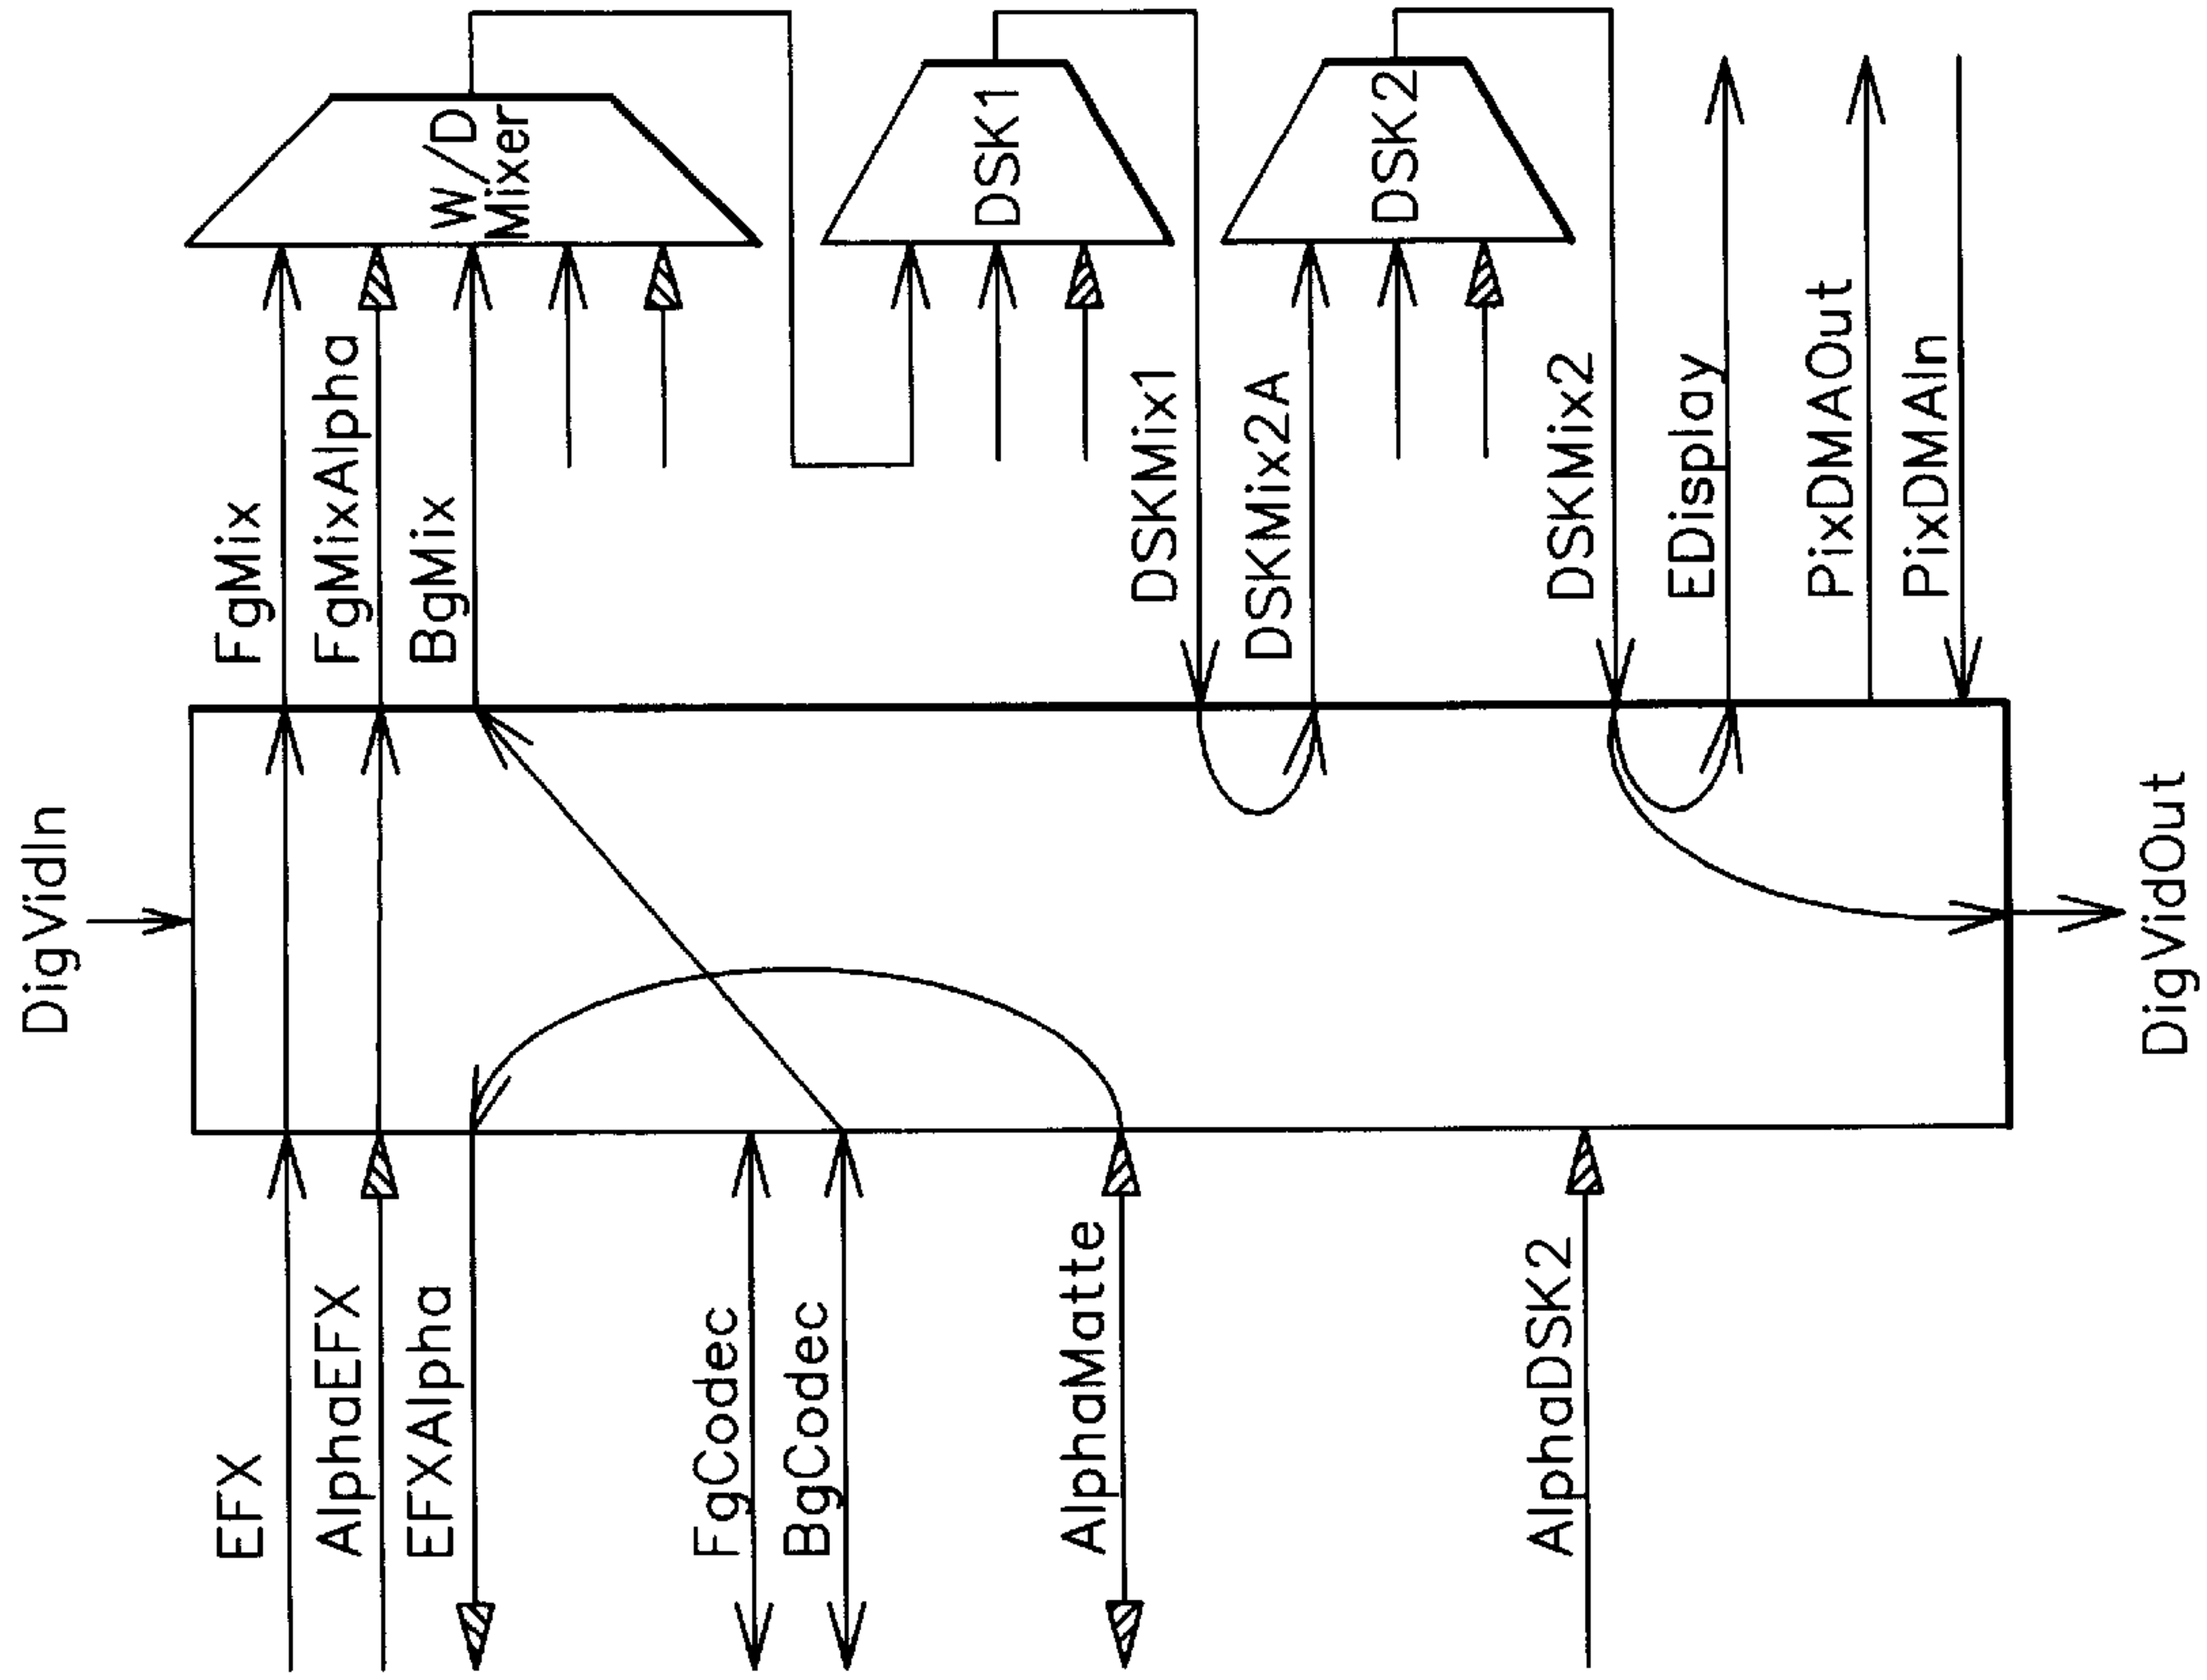 DigVidIn
EFX
AlphaEFX
EFXAlpha
FgCodec
BgCodec
AlphaMatte
AlphaDSK2
FgMix
FgMixAlpha
BgMix
DSKMix1
DSKMix2A
DSKMix2
EDisplay
PixDMAOut
PixDMAIn
W/D
Mixer
DSK1
DSK2
DigVidOut